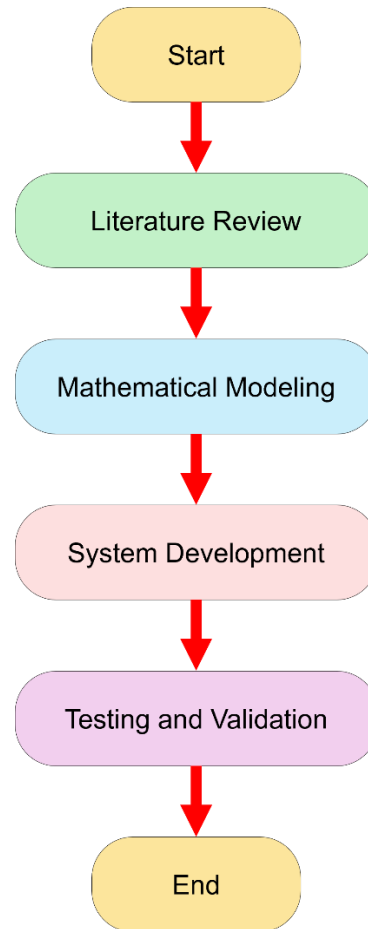 Start
Literature Review
Mathematical Modeling
System Development
Testing and Validation
End